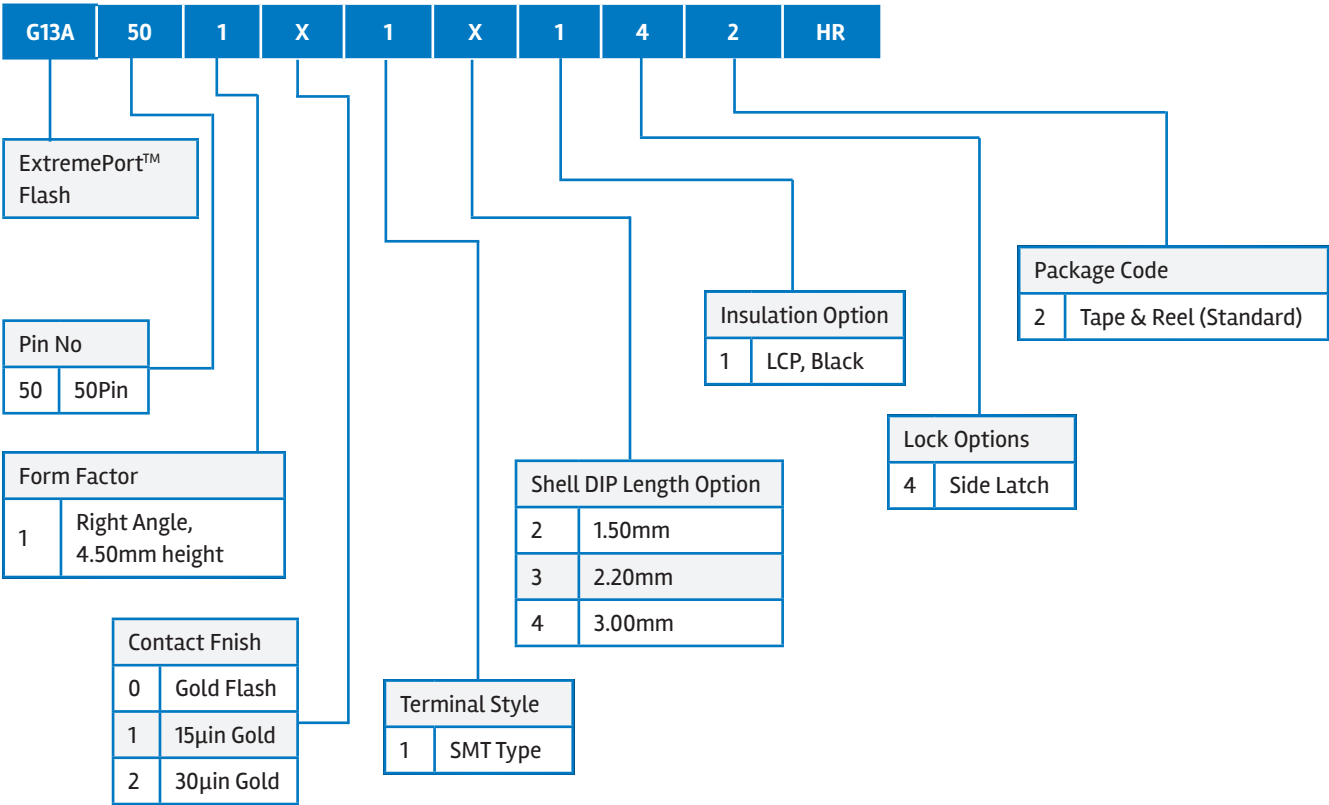 G13A 50 1 X 1 X 1 4 2 HR
ExtremePort™
Flash
Pin No
50 50Pin
Form Factor
1 Right Angle,
4.50mm height
Contact Fnish
0 Gold Flash
1 15µin Gold
2 30µin Gold
Terminal Style
1 SMT Type
Shell DIP Length Option
2 1.50mm
3 2.20mm
4 3.00mm
Insulation Option
1 LCP, Black
Lock Options
4 Side Latch
Package Code
2 Tape & Reel (Standard)